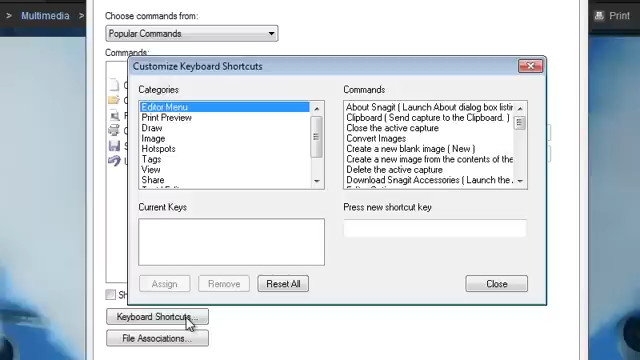 > Multimedia >
Print
Choose commands from:
Popular Commands
Commands:
Customize Keyboard Shortcuts
Categories
Editor Menu
Print Preview
Draw
Image
Hotspots
Tags
View
Share
Commands
About Snagit ( Launch About dialog box listin
Clipboard ( Send capture to the Clipboard. )
Close the active capture
Convert Images
Create a new blank image ( New )
Create a new image from the contents of the
Delete the active capture
Download Snagit Accessories ( Launch the
Current Keys
Press new shortcut key
Assign
Remove
Reset All
Close
Sh
Keyboard Shortcuts...
File Associations...